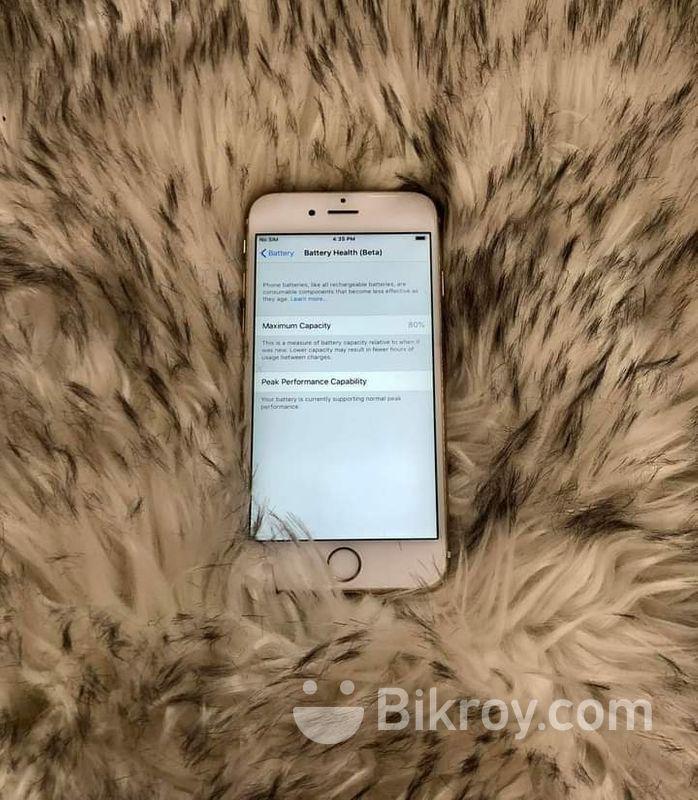 No SIM 4:35 PM
Battery Battery Health (Beta)
Phone batteries, like all rechargeable batteries, are
consumable components that become less effective as
they age. Learn more...
Maximum Capacity 80%
This is a measure of battery capacity relative to when it
was new. Lower capacity may result in fewer hours of
usage between charges.
Peak Performance Capability
Your battery is currently supporting normal peak
performance.
Bikroy.com